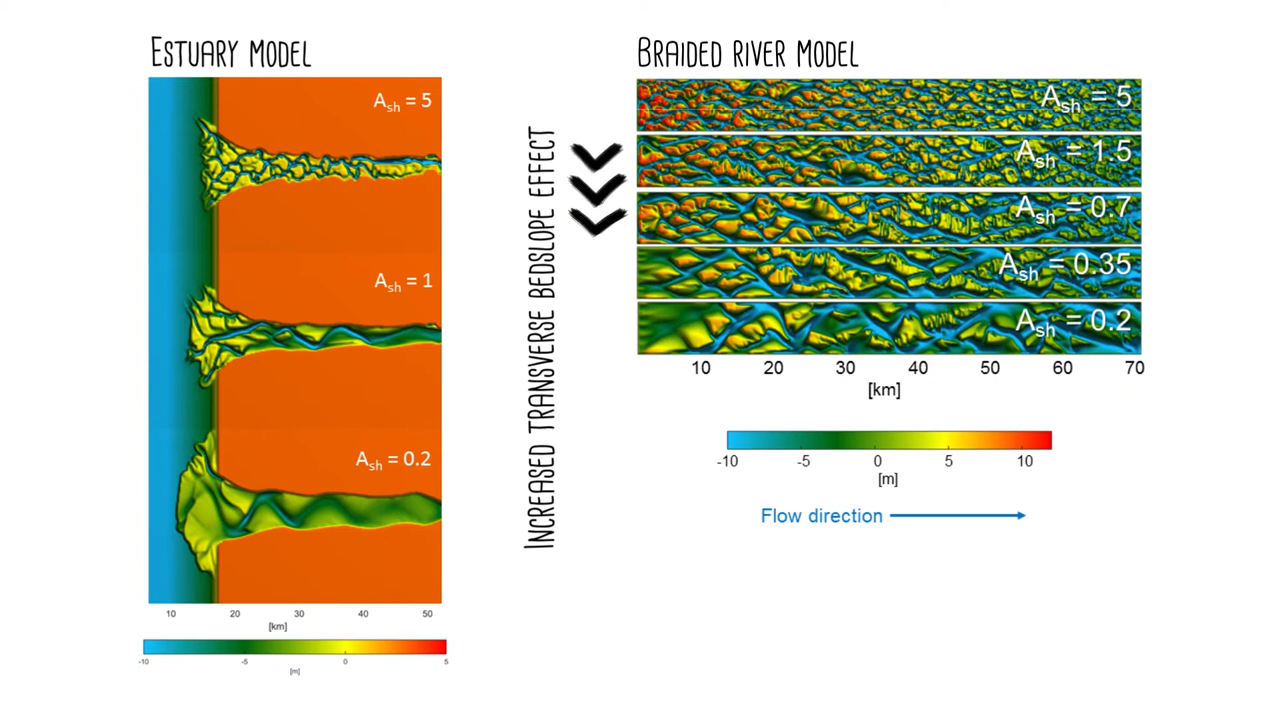 Estuary model
A_sh = 5
A_sh = 1
A_sh = 0.2
10 20 30 40 50
[km]
-10 -5 0 5
[m]
Increased transverse bedslope effect
Braided river model
A_sh = 5
A_sh = 1.5
A_sh = 0.7
A_sh = 0.35
A_sh = 0.2
10 20 30 40 50 60 70
[km]
-10 -5 0 5 10
[m]
Flow direction